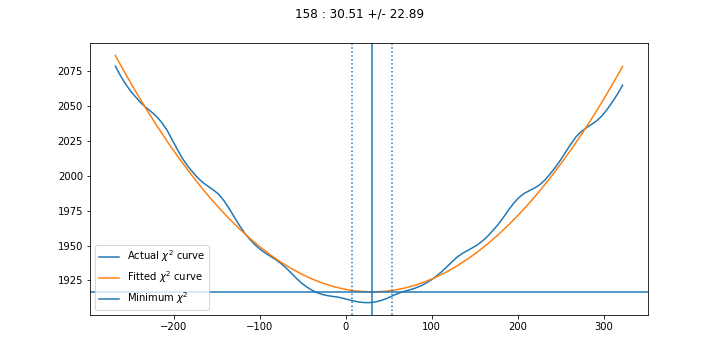 158 : 30.51 +/- 22.89
2075
2050
2025
2000
1975
1950
1925
Actual χ² curve
Fitted χ² curve
Minimum χ²
−200 −100 0 100 200 300